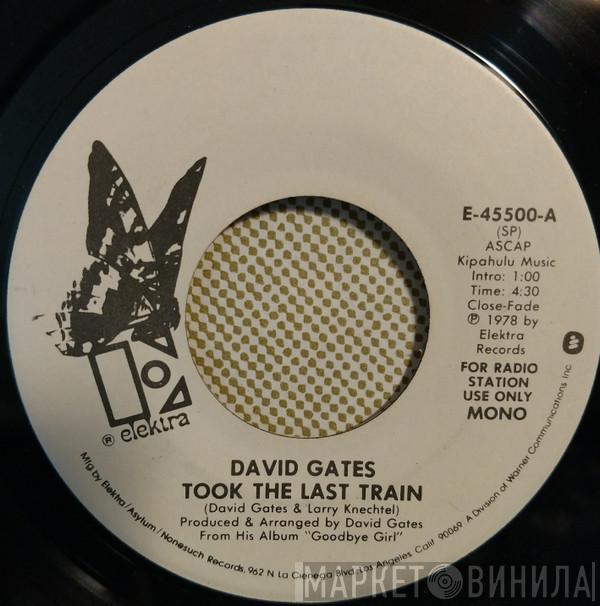 E-45500-A
(SP)
ASCAP
Kipahulu Music
Intro: 1:00
Time: 4:30
Close-Fade
℗ 1978 by
Elektra
Records
FOR RADIO
STATION
USE ONLY
MONO
® elektra
DAVID GATES
TOOK THE LAST TRAIN
(David Gates & Larry Knechtel)
Produced & Arranged by David Gates
From His Album "Goodbye Girl"
Mfg by Elektra/Asylum/Nonesuch Records, 962 N. La Cienega Blvd, Los Angeles, Calif. 90069 A Division of Warner Communications Inc
МАРКЕТ ВИНИЛА